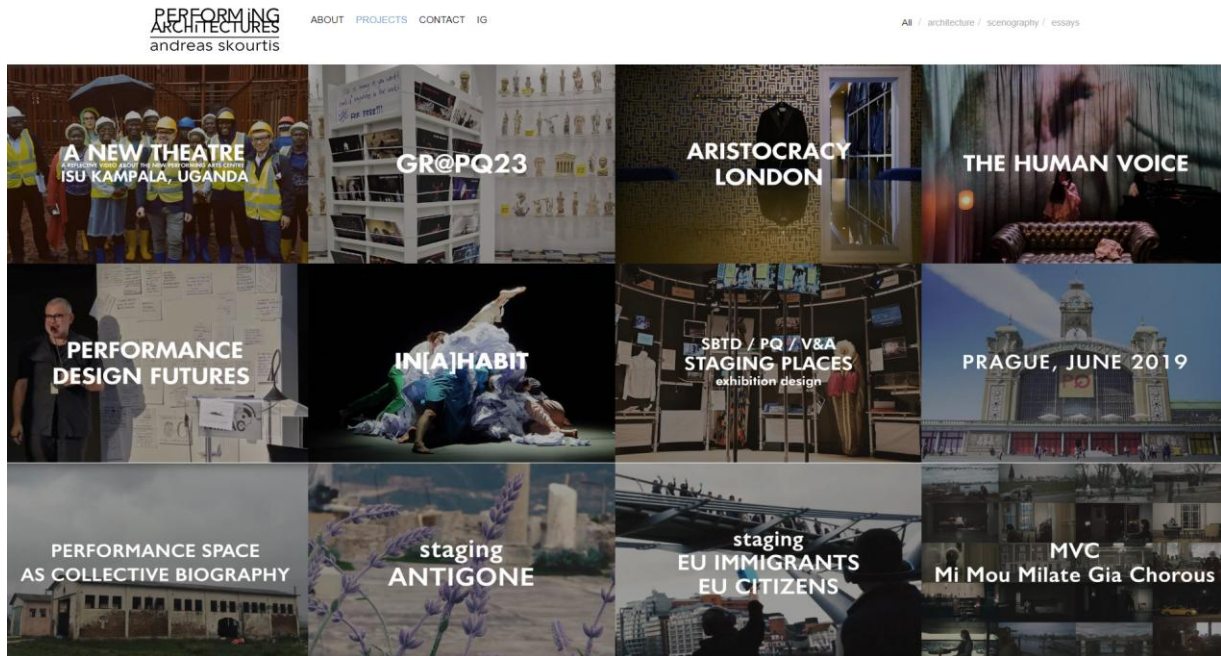 PERFORMiNG
ARCHiTECTURES
andreas skourtis
ABOUT PROJECTS CONTACT IG
All / architecture / scenography / essays
A NEW THEATRE
A REFLECTIVE VIDEO ABOUT THE NEW PERFORMING ARTS CENTRE
ISU KAMPALA, UGANDA
GR@PQ23
ARISTOCRACY
LONDON
THE HUMAN VOICE
PERFORMANCE
DESIGN FUTURES
IN[A]HABIT
SBTD / PQ / V&A
STAGING PLACES
exhibition design
PRAGUE, JUNE 2019
PQ
PERFORMANCE SPACE
AS COLLECTIVE BIOGRAPHY
staging
ANTIGONE
staging
EU IMMIGRANTS
EU CITIZENS
MVC
Mi Mou Milate Gia Chorous